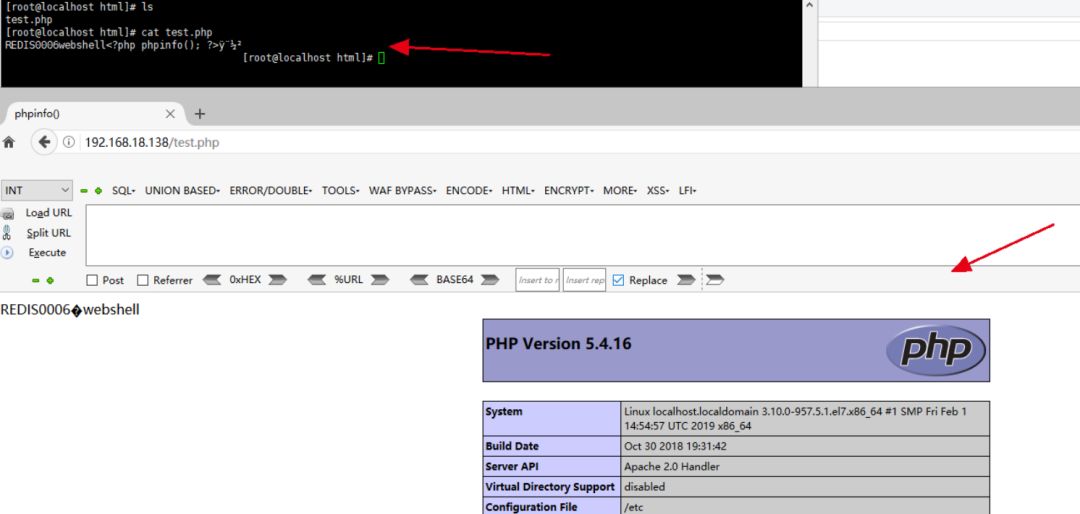 [root@localhost html]# ls
test.php
[root@localhost html]# cat test.php
REDIS0006webshell<?php phpinfo(); ?>ÿ¨½²
[root@localhost html]#
phpinfo()
192.168.18.138/test.php
INT SQL UNION BASED ERROR/DOUBLE TOOLS WAF BYPASS ENCODE HTML ENCRYPT MORE XSS LFI
Load URL
Split URL
Execute
Post Referrer 0xHEX %URL BASE64 Insert to r Insert rep Replace
REDIS0006�webshell
PHP Version 5.4.16
php
System Linux localhost.localdomain 3.10.0-957.5.1.el7.x86_64 #1 SMP Fri Feb 1
14:54:57 UTC 2019 x86_64
Build Date Oct 30 2018 19:31:42
Server API Apache 2.0 Handler
Virtual Directory Support disabled
Configuration File /etc